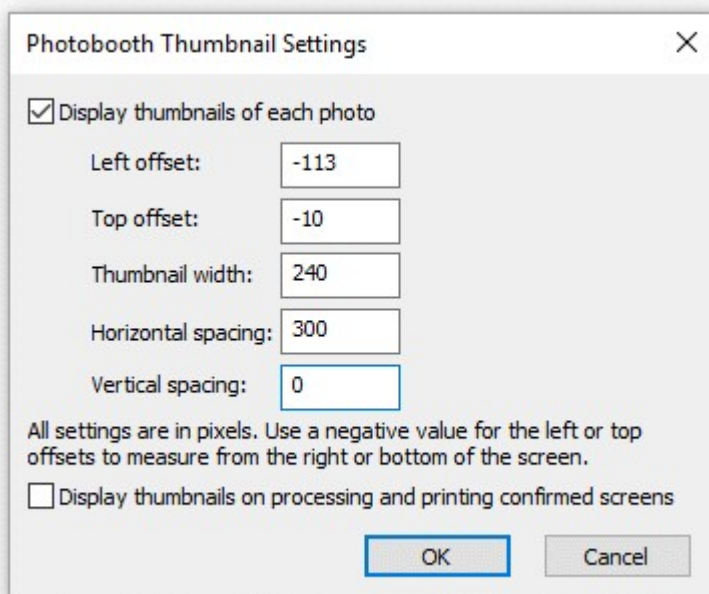 Photobooth Thumbnail Settings
Display thumbnails of each photo
Left offset: -113
Top offset: -10
Thumbnail width: 240
Horizontal spacing: 300
Vertical spacing: 0
All settings are in pixels. Use a negative value for the left or top
offsets to measure from the right or bottom of the screen.
Display thumbnails on processing and printing confirmed screens
OK Cancel